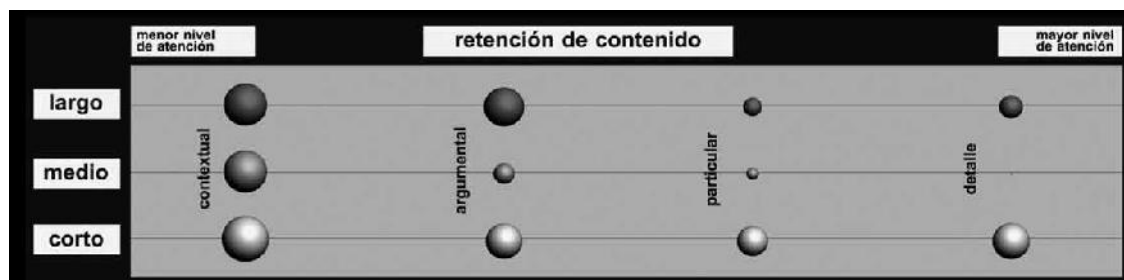 menor nivel
de atención
retención de contenido
mayor nivel
de atención
largo
medio
corto
contextual
argumental
particular
detalle